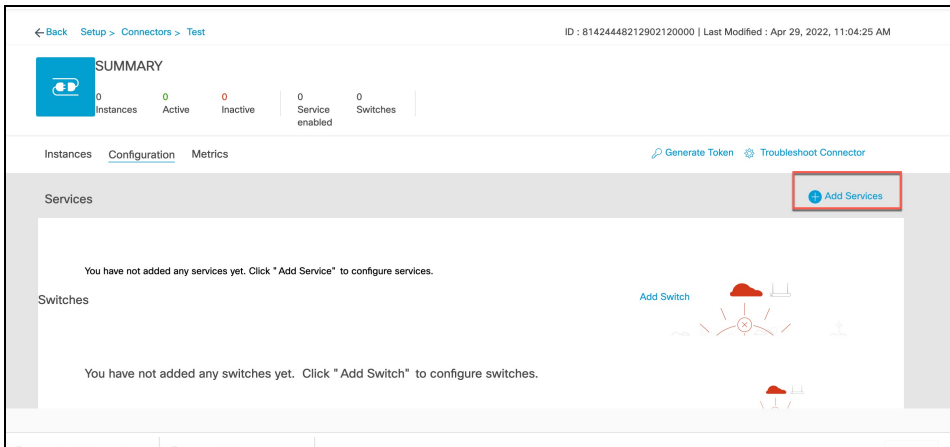 Back Setup > Connectors > Test ID : 81424448212902120000 | Last Modified : Apr 29, 2022, 11:04:25 AM
SUMMARY
0 0 0 0 0
Instances Active Inactive Service enabled Switches
Instances Configuration Metrics Generate Token Troubleshoot Connector
Services Add Services
You have not added any services yet. Click "Add Service" to configure services.
Switches Add Switch
You have not added any switches yet. Click "Add Switch" to configure switches.